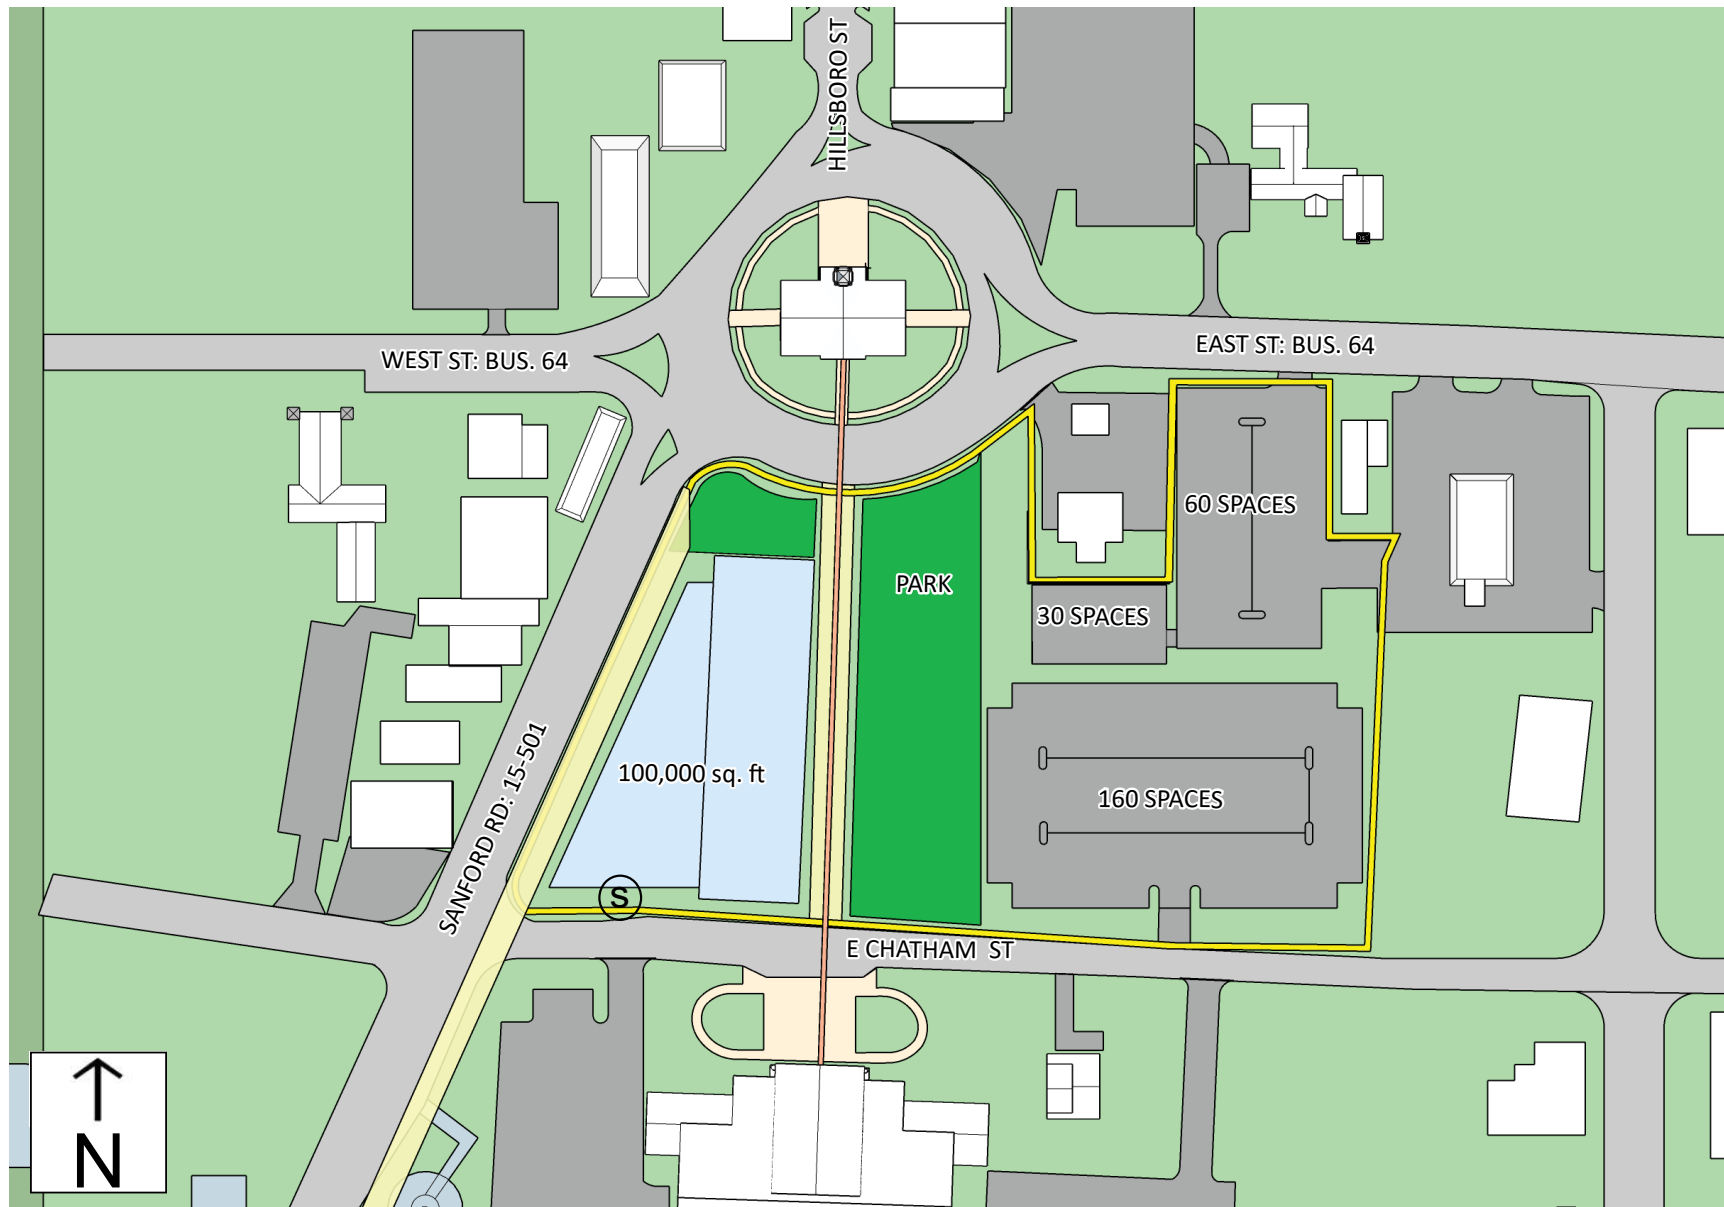 HILLSBORO ST
WEST ST: BUS. 64
EAST ST: BUS. 64
60 SPACES
PARK
30 SPACES
SANFORD RD: 15-501
100,000 sq. ft
160 SPACES
S
E CHATHAM ST
N